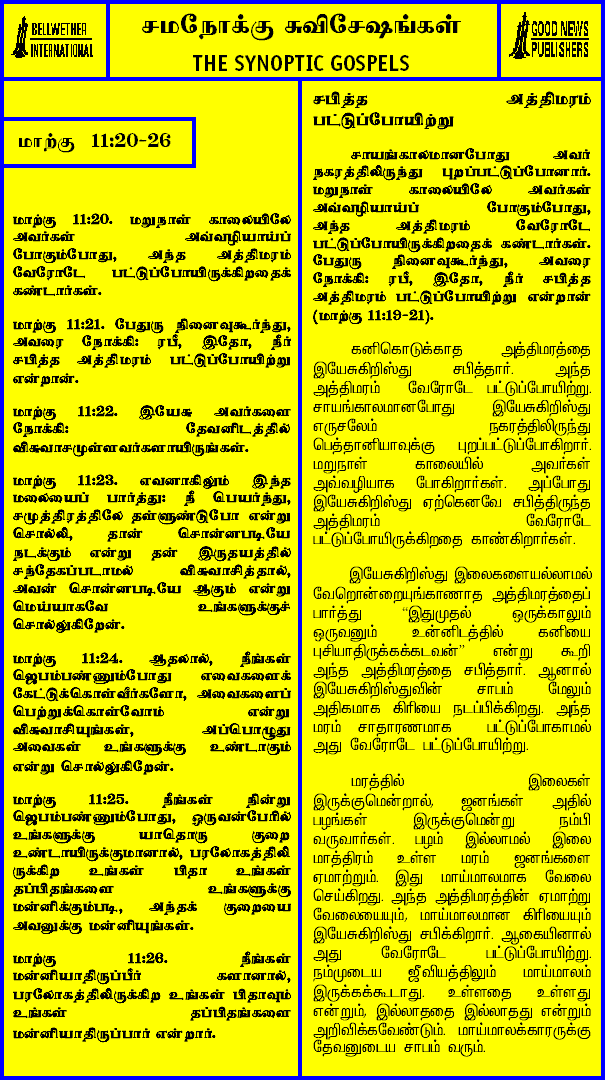 BELLWETHER
INTERNATIONAL
சமநோக்கு சுவிசேஷங்கள்
THE SYNOPTIC GOSPELS
GOOD NEWS
PUBLISHERS
மாற்கு 11:20-26
மாற்கு 11:20. மறுநாள் காலையிலே
அவர்கள் அவ்வழியாய்ப்
போகும்போது, அந்த அத்திமரம்
வேரோடே பட்டுப்போயிருக்கிறதைக்
கண்டார்கள்.
மாற்கு 11:21. பேதுரு நினைவுகூர்ந்து,
அவரை நோக்கி: ரபீ, இதோ, நீர்
சபித்த அத்திமரம் பட்டுப்போயிற்று
என்றான்.
மாற்கு 11:22. இயேசு அவர்களை
நோக்கி: தேவனிடத்தில்
விசுவாசமுள்ளவர்களாயிருங்கள்.
மாற்கு 11:23. எவனாகிலும் இந்த
மலையைப் பார்த்து: நீ பெயர்ந்து,
சமுத்திரத்திலே தள்ளுண்டுபோ என்று
சொல்லி, தான் சொன்னபடியே
நடக்கும் என்று தன் இருதயத்தில்
சந்தேகப்படாமல் விசுவாசித்தால்,
அவன் சொன்னபடியே ஆகும் என்று
மெய்யாகவே உங்களுக்குச்
சொல்லுகிறேன்.
மாற்கு 11:24. ஆதலால், நீங்கள்
ஜெபம்பண்ணும்போது எவைகளைக்
கேட்டுக்கொள்வீர்களோ, அவைகளைப்
பெற்றுக்கொள்வோம் என்று
விசுவாசியுங்கள், அப்பொழுது
அவைகள் உங்களுக்கு உண்டாகும்
என்று சொல்லுகிறேன்.
மாற்கு 11:25. நீங்கள் நின்று
ஜெபம்பண்ணும்போது, ஒருவன்பேரில்
உங்களுக்கு யாதொரு குறை
உண்டாயிருக்குமானால், பரலோகத்திலி
ருக்கிற உங்கள் பிதா உங்கள்
தப்பிதங்களை உங்களுக்கு
மன்னிக்கும்படி, அந்தக் குறையை
அவனுக்கு மன்னியுங்கள்.
மாற்கு 11:26. நீங்கள்
மன்னியாதிருப்பீர் களானால்,
பரலோகத்திலிருக்கிற உங்கள் பிதாவும்
உங்கள் தப்பிதங்களை
மன்னியாதிருப்பார் என்றார்.
சபித்த அத்திமரம்
பட்டுப்போயிற்று
சாயங்காலமானபோது அவர்
நகரத்திலிருந்து புறப்பட்டுப்போனார்.
மறுநாள் காலையிலே அவர்கள்
அவ்வழியாய்ப் போகும்போது,
அந்த அத்திமரம் வேரோடே
பட்டுப்போயிருக்கிறதைக் கண்டார்கள்.
பேதுரு நினைவுகூர்ந்து, அவரை
நோக்கி: ரபீ, இதோ, நீர் சபித்த
அத்திமரம் பட்டுப்போயிற்று என்றான்
(மாற்கு 11:19-21).
கனிகொடுக்காத அத்திமரத்தை
இயேசுகிறிஸ்து சபித்தார். அந்த
அத்திமரம் வேரோடே பட்டுப்போயிற்று.
சாயங்காலமானபோது இயேசுகிறிஸ்து
எருசலேம் நகரத்திலிருந்து
பெத்தானியாவுக்கு புறப்பட்டுப்போகிறார்.
மறுநாள் காலையில் அவர்கள்
அவ்வழியாக போகிறார்கள். அப்போது
இயேசுகிறிஸ்து ஏற்கெனவே சபித்திருந்த
அத்திமரம் வேரோடே
பட்டுப்போயிருக்கிறதை காண்கிறார்கள்.
இயேசுகிறிஸ்து இலைகளையல்லாமல்
வேறொன்றையுங்காணாத அத்திமரத்தைப்
பார்த்து "இதுமுதல் ஒருக்காலும்
ஒருவனும் உன்னிடத்தில் கனியை
புசியாதிருக்கக்கடவன்" என்று கூறி
அந்த அத்திமரத்தை சபித்தார். ஆனால்
இயேசுகிறிஸ்துவின் சாபம் மேலும்
அதிகமாக கிரியை நடப்பிக்கிறது. அந்த
மரம் சாதாரணமாக பட்டுப்போகாமல்
அது வேரோடே பட்டுப்போயிற்று.
மரத்தில் இலைகள்
இருக்குமென்றால், ஜனங்கள் அதில்
பழங்கள் இருக்குமென்று நம்பி
வருவார்கள். பழம் இல்லாமல் இலை
மாத்திரம் உள்ள மரம் ஜனங்களை
ஏமாற்றும். இது மாய்மாலமாக வேலை
செய்கிறது. அந்த அத்திமரத்தின் ஏமாற்று
வேலையையும், மாய்மாலமான கிரியையும்
இயேசுகிறிஸ்து சபிக்கிறார். ஆகையினால்
அது வேரோடே பட்டுப்போயிற்று.
நம்முடைய ஜீவியத்திலும் மாய்மாலம்
இருக்கக்கூடாது. உள்ளதை உள்ளது
என்றும், இல்லாததை இல்லாதது என்றும்
அறிவிக்கவேண்டும். மாய்மாலக்காரருக்கு
தேவனுடைய சாபம் வரும்.